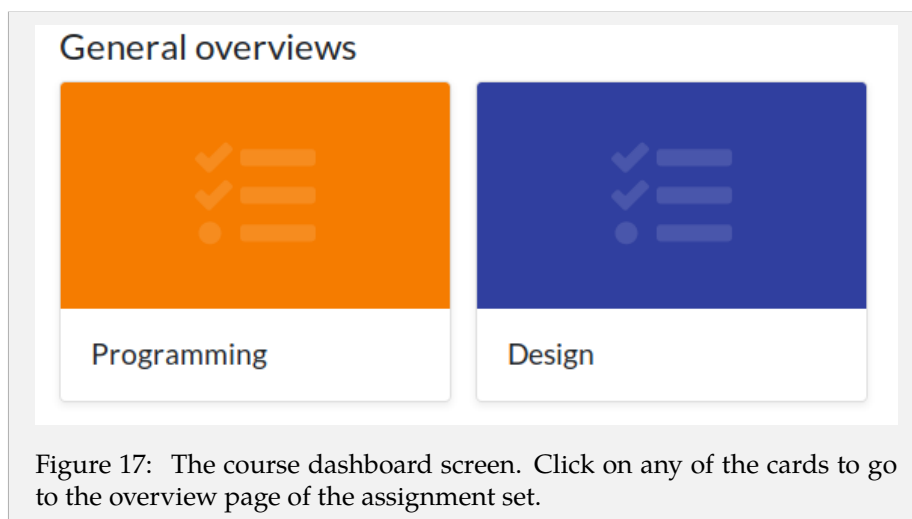 General overviews
Programming
Design
Figure 17: The course dashboard screen. Click on any of the cards to go
to the overview page of the assignment set.